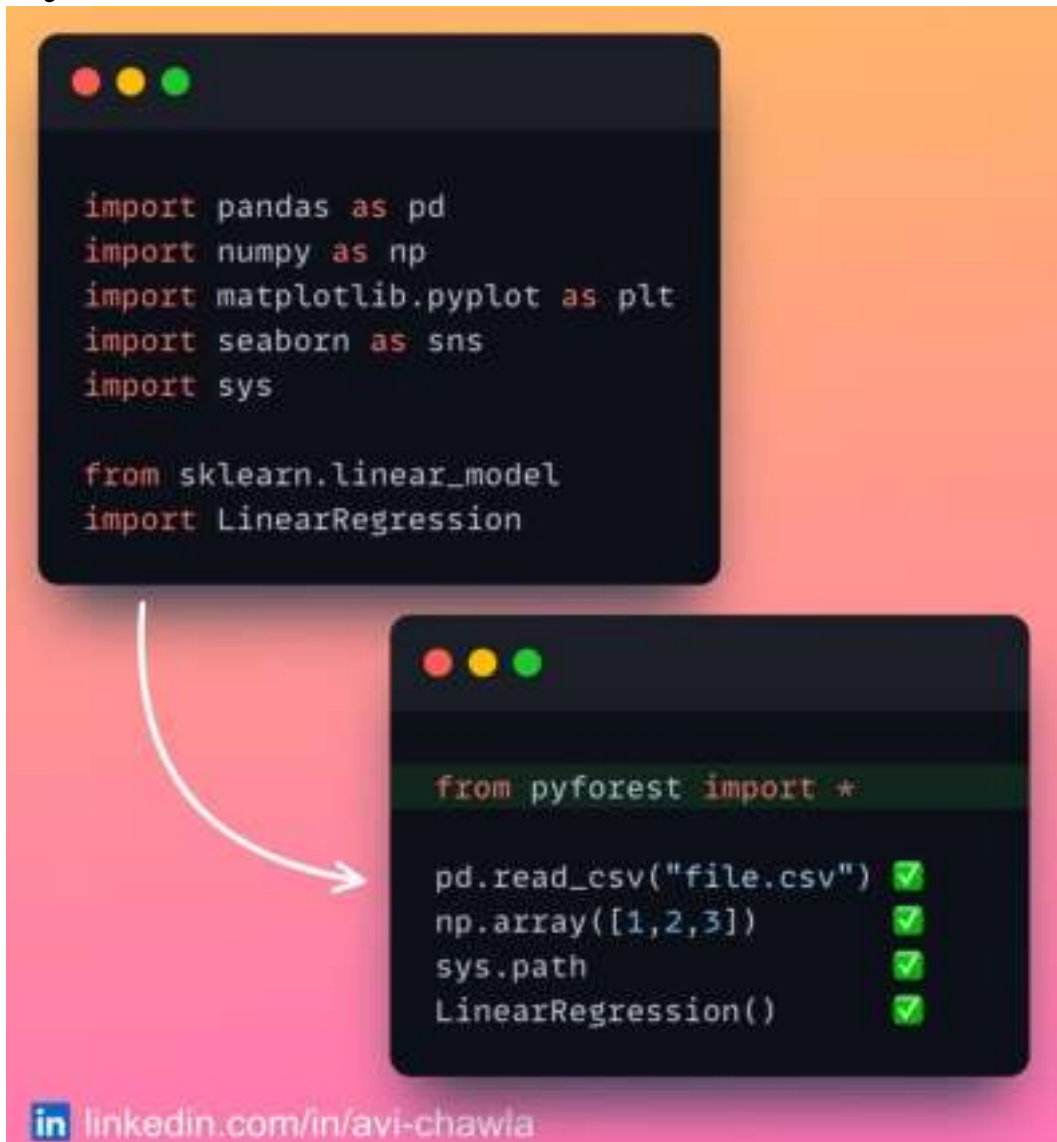 import pandas as pd
import numpy as np
import matplotlib.pyplot as plt
import seaborn as sns
import sys
from sklearn.linear_model
import LinearRegression
from pyforest import *
pd.read_csv("file.csv") ✅
np.array([1,2,3]) ✅
sys.path ✅
LinearRegression() ✅
in linkedin.com/in/avi-chawla